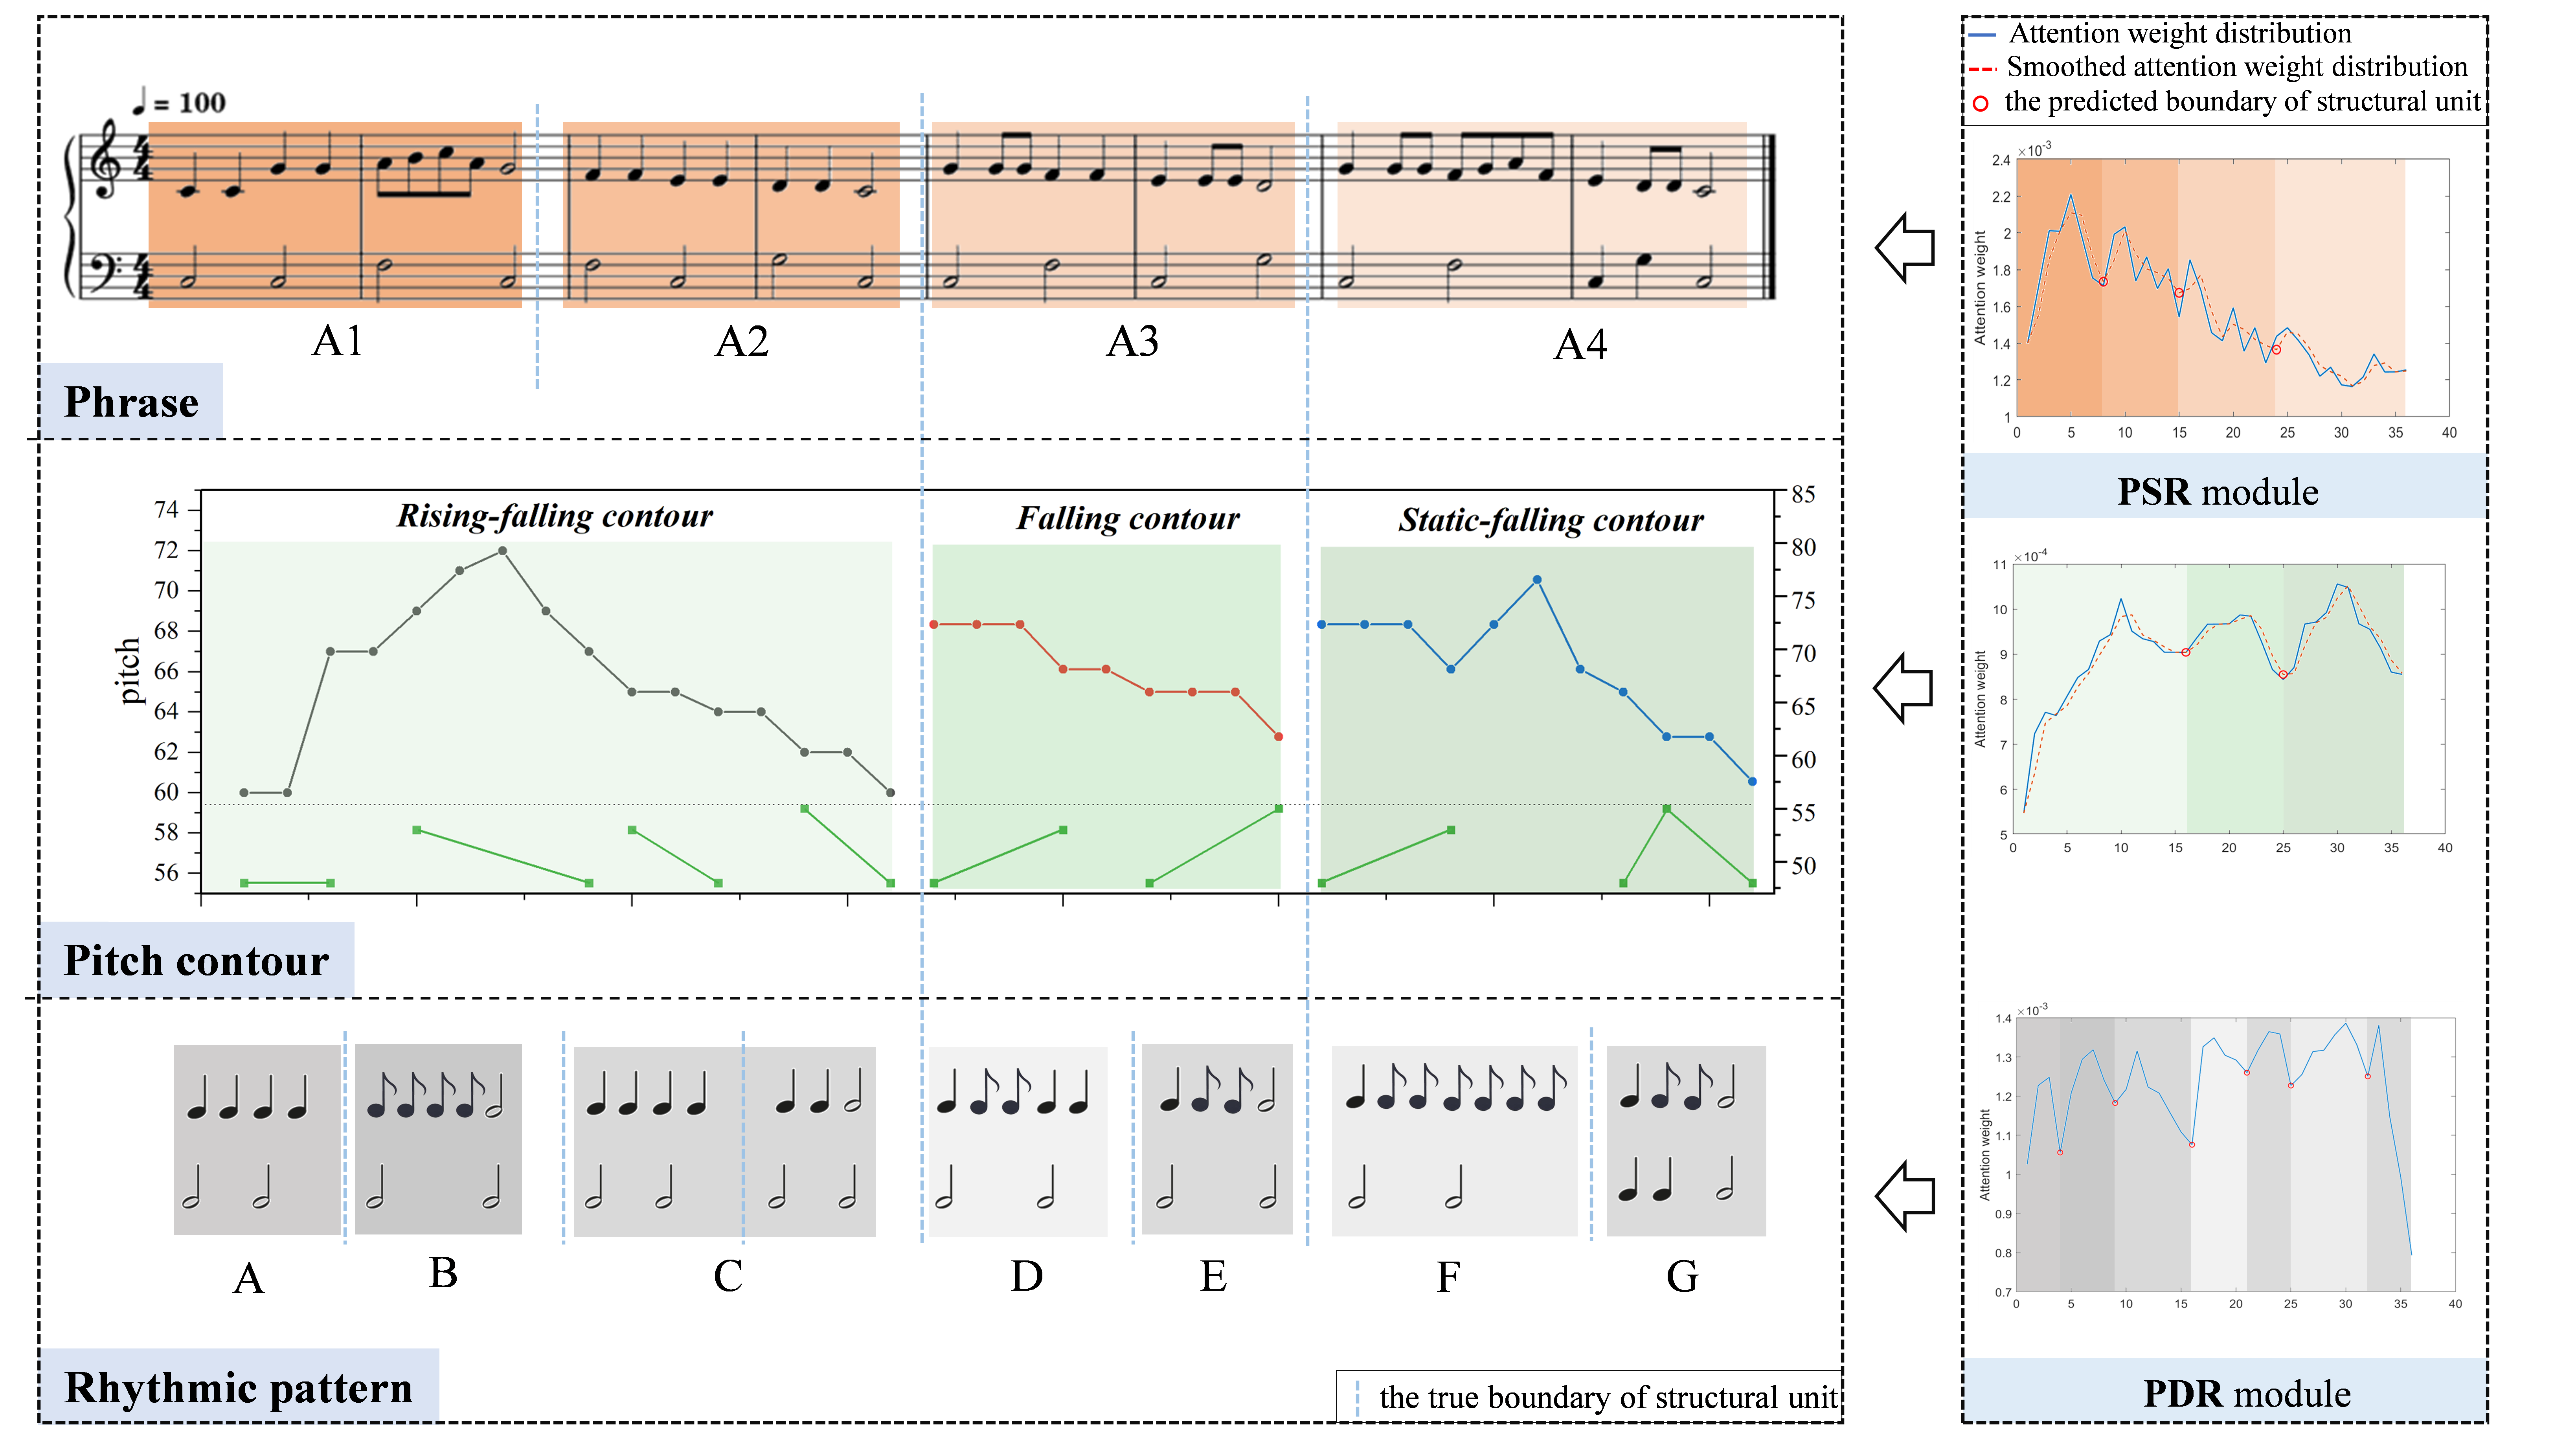 = 100
A1
A2
A3
A4
Phrase
Rising-falling contour
Falling contour
Static-falling contour
pitch
74
72
70
68
66
64
62
60
58
56
85
80
75
70
65
60
55
50
Pitch contour
A
B
C
D
E
F
G
Rhythmic pattern
the true boundary of structural unit
Attention weight distribution
Smoothed attention weight distribution
the predicted boundary of structural unit
×10⁻³
Attention weight
2.4
2.2
2
1.8
1.6
1.4
1.2
1
0 5 10 15 20 25 30 35 40
PSR module
×10⁻⁴
Attention weight
11
10
9
8
7
6
5
0 5 10 15 20 25 30 35 40
×10⁻³
Attention weight
1.4
1.3
1.2
1.1
1
0.9
0.8
0.7
0 5 10 15 20 25 30 35 40
PDR module